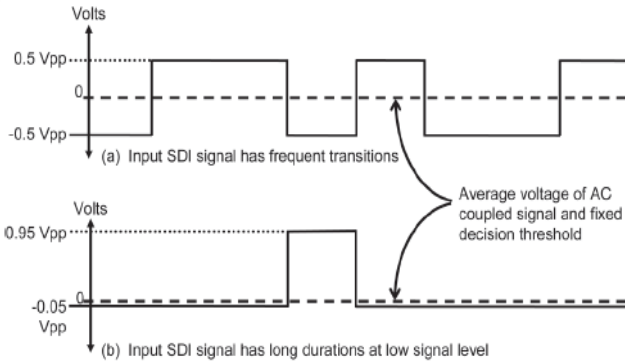 Volts
0.5 Vpp
0
-0.5 Vpp
(a) Input SDI signal has frequent transitions
Average voltage of AC
coupled signal and fixed
decision threshold
Volts
0.95 Vpp
0
-0.05
Vpp
(b) Input SDI signal has long durations at low signal level